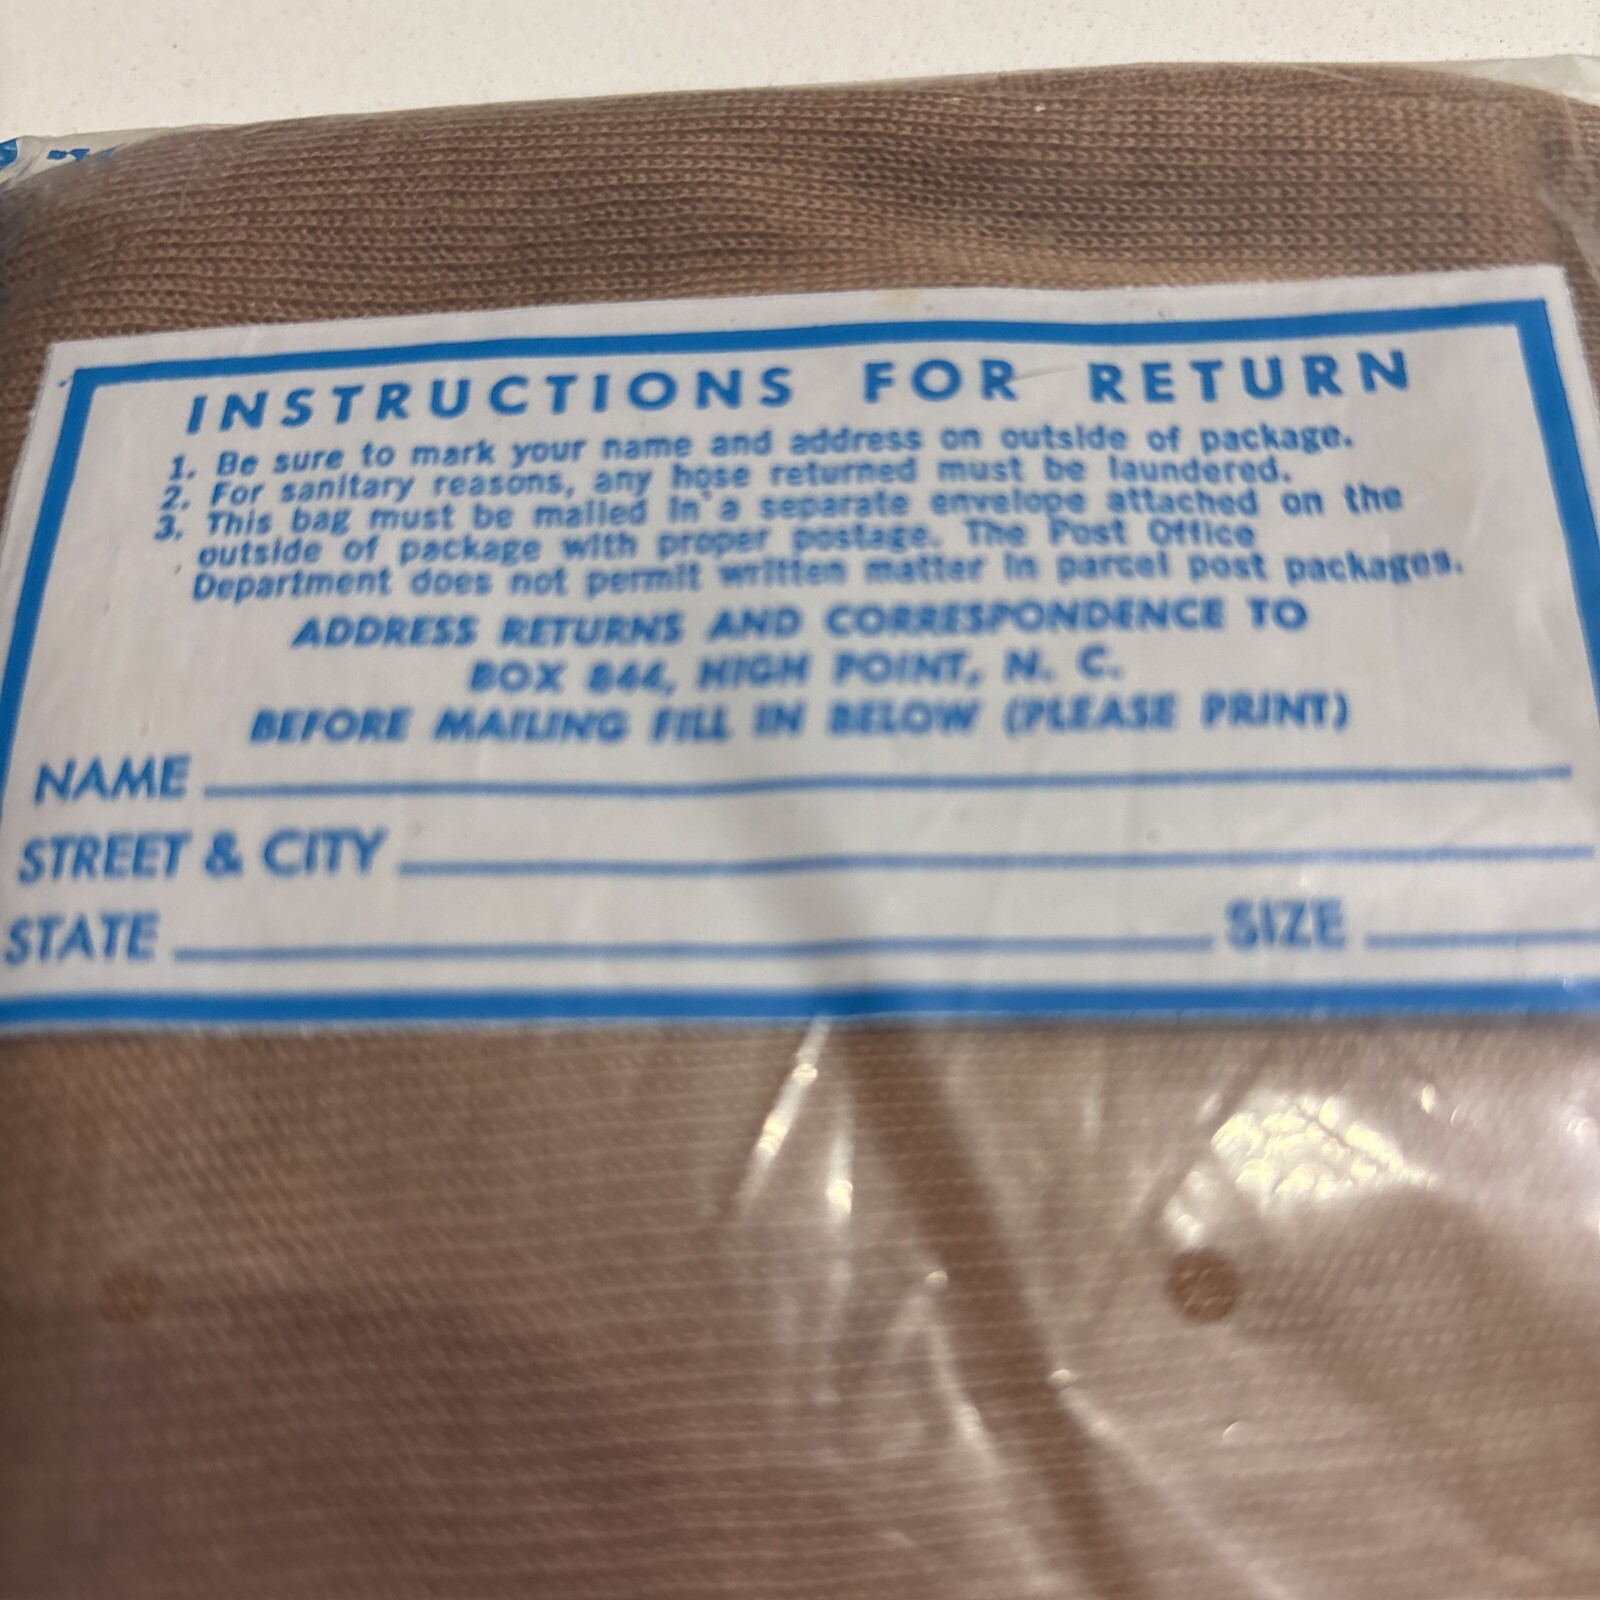 INSTRUCTIONS FOR RETURN
1. Be sure to mark your name and address on outside of package.
2. For sanitary reasons, any hose returned must be laundered.
3. This bag must be mailed in a separate envelope attached on the
outside of package with proper postage. The Post Office
Department does not permit written matter in parcel post packages.
ADDRESS RETURNS AND CORRESPONDENCE TO
BOX 844, HIGH POINT, N. C.
BEFORE MAILING FILL IN BELOW (PLEASE PRINT)
NAME
STREET & CITY
STATE SIZE